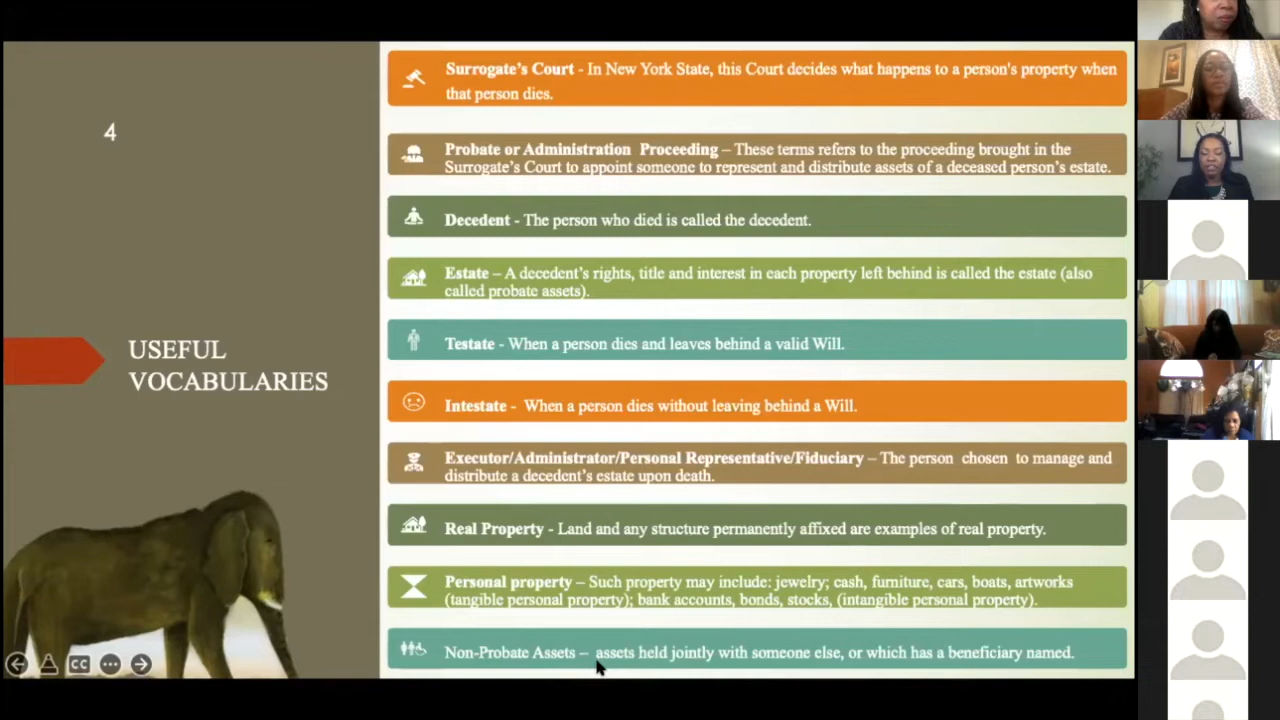 4
USEFUL
VOCABULARIES
Surrogate’s Court - In New York State, this Court decides what happens to a person's property when
that person dies.
Probate or Administration Proceeding – These terms refers to the proceeding brought in the
Surrogate’s Court to appoint someone to represent and distribute assets of a deceased person’s estate.
Decedent - The person who died is called the decedent.
Estate – A decedent’s rights, title and interest in each property left behind is called the estate (also
called probate assets).
Testate - When a person dies and leaves behind a valid Will.
Intestate - When a person dies without leaving behind a Will.
Executor/Administrator/Personal Representative/Fiduciary – The person chosen to manage and
distribute a decedent’s estate upon death.
Real Property - Land and any structure permanently affixed are examples of real property.
Personal property – Such property may include: jewelry; cash, furniture, cars, boats, artworks
(tangible personal property); bank accounts, bonds, stocks, (intangible personal property).
Non-Probate Assets – assets held jointly with someone else, or which has a beneficiary named.
CC